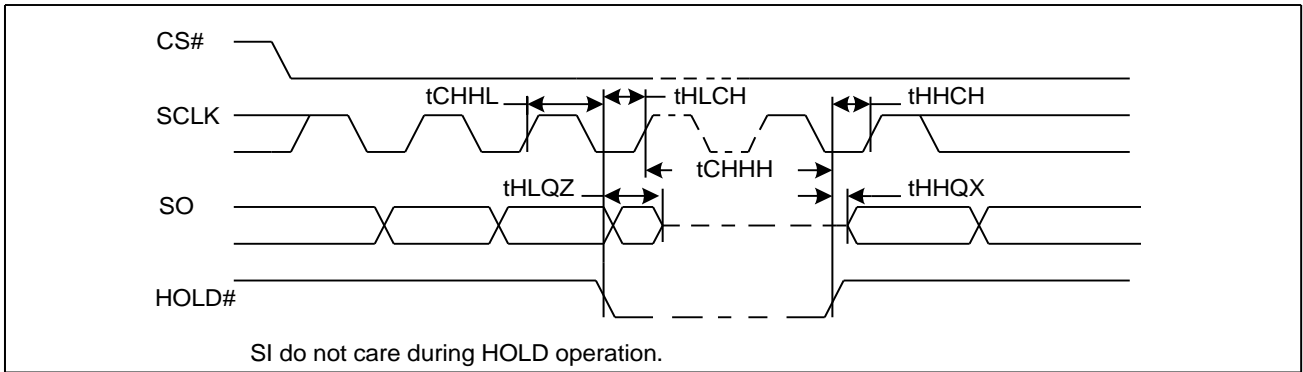 CS#
tCHHL tHLCH tHHCH
SCLK
tCHHH
tHLQZ tHHQX
SO
HOLD#
SI do not care during HOLD operation.